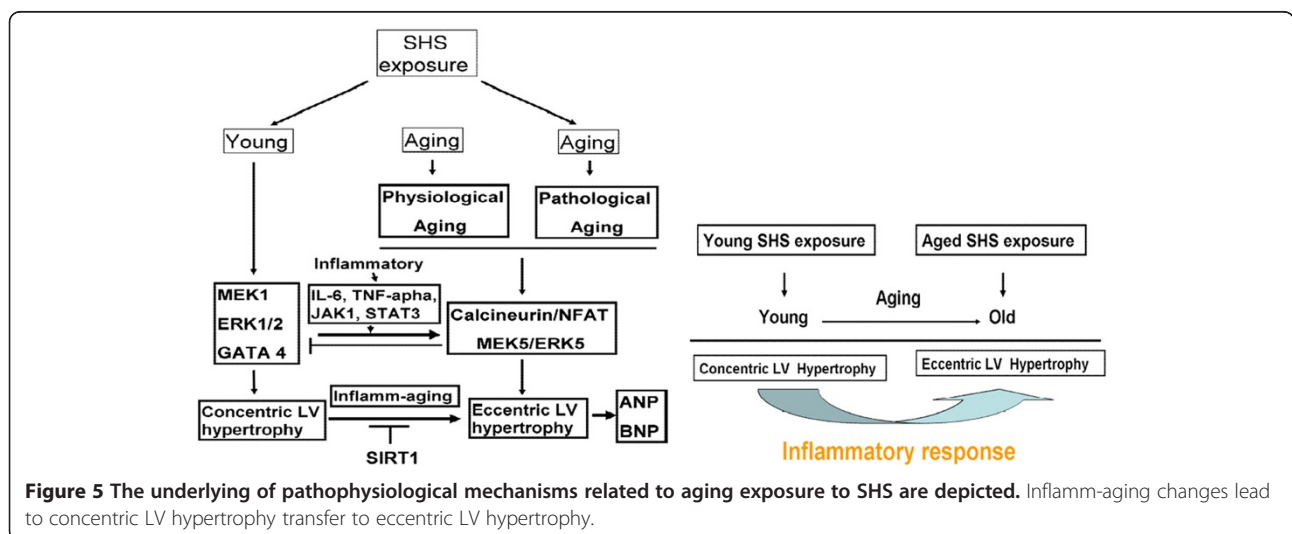 SHS
exposure
Young
Aging
Aging
Physiological
Aging
Pathological
Aging
Inflammatory
IL-6, TNF-apha,
JAK1, STAT3
MEK1
ERK1/2
GATA 4
Calcineurin/NFAT
MEK5/ERK5
Concentric LV
hypertrophy
Inflamm-aging
SIRT1
Eccentric LV
hypertrophy
ANP
BNP
Young SHS exposure
Aged SHS exposure
Aging
Young
Old
Concentric LV Hypertrophy
Eccentric LV Hypertrophy
Inflammatory response
Figure 5 The underlying of pathophysiological mechanisms related to aging exposure to SHS are depicted. Inflamm-aging changes lead
to concentric LV hypertrophy transfer to eccentric LV hypertrophy.